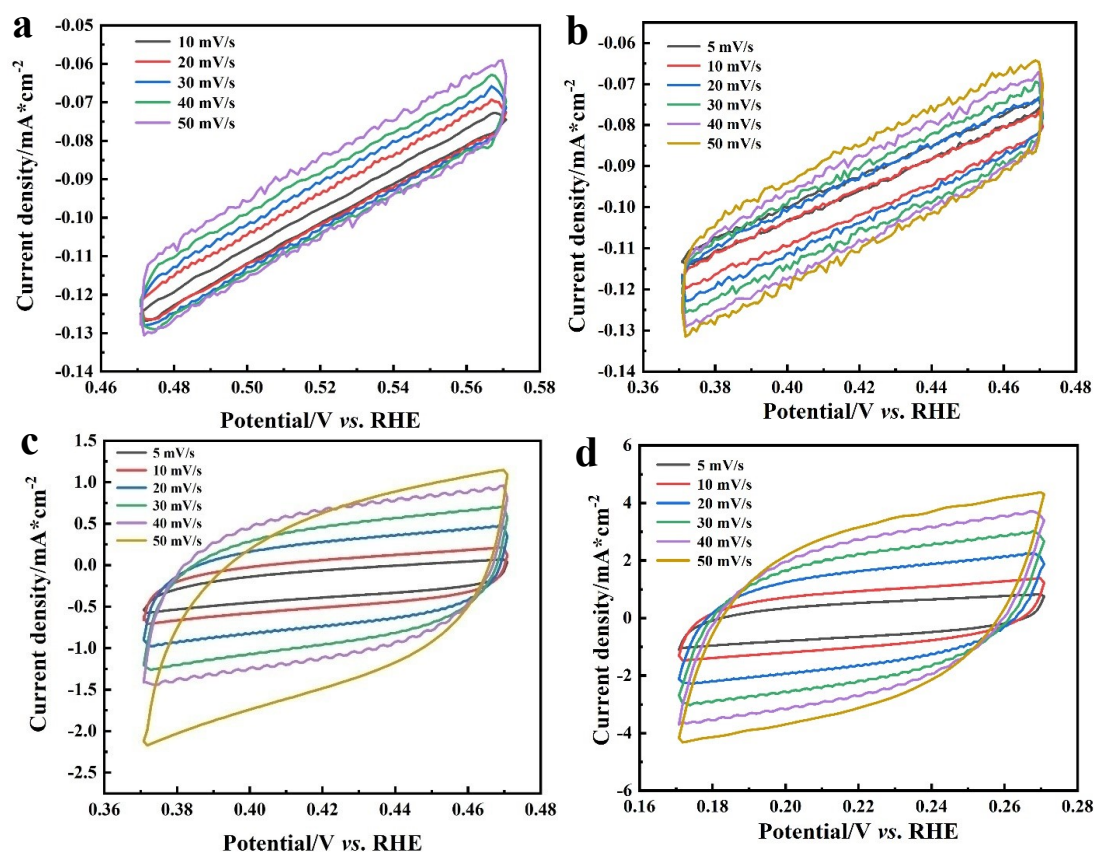 a
-0.05
-0.06
-0.07
-0.08
-0.09
-0.10
-0.11
-0.12
-0.13
-0.14
Current density/mA*cm-2
10 mV/s
20 mV/s
30 mV/s
40 mV/s
50 mV/s
0.46 0.48 0.50 0.52 0.54 0.56 0.58
Potential/V vs. RHE
b
-0.06
-0.07
-0.08
-0.09
-0.10
-0.11
-0.12
-0.13
-0.14
Current density/mA*cm-2
5 mV/s
10 mV/s
20 mV/s
30 mV/s
40 mV/s
50 mV/s
0.36 0.38 0.40 0.42 0.44 0.46 0.48
Potential/V vs. RHE
c
1.5
1.0
0.5
0.0
-0.5
-1.0
-1.5
-2.0
-2.5
Current density/mA*cm-2
5 mV/s
10 mV/s
20 mV/s
30 mV/s
40 mV/s
50 mV/s
0.36 0.38 0.40 0.42 0.44 0.46 0.48
Potential/V vs. RHE
d
6
4
2
0
-2
-4
-6
Current density/mA*cm-2
5 mV/s
10 mV/s
20 mV/s
30 mV/s
40 mV/s
50 mV/s
0.16 0.18 0.20 0.22 0.24 0.26 0.28
Potential/V vs. RHE